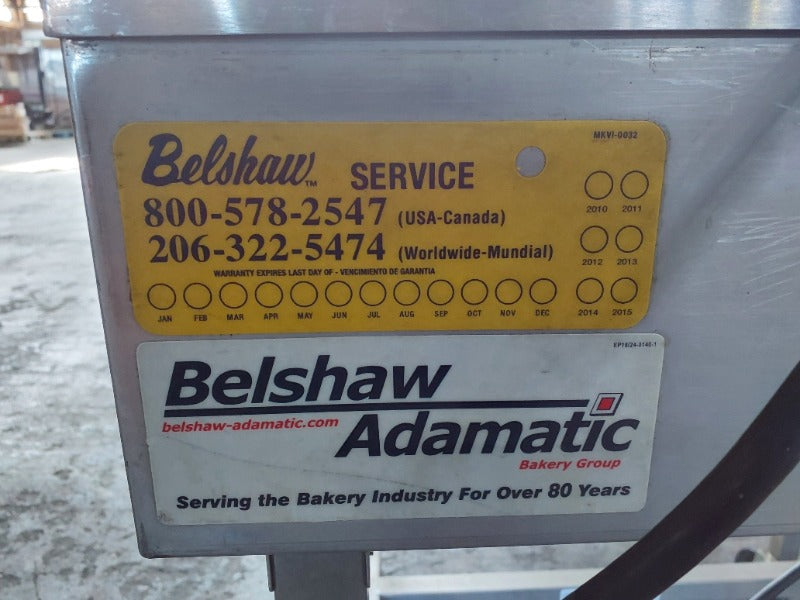 MKVI-0032
Belshaw™ SERVICE
800-578-2547 (USA-Canada)
206-322-5474 (Worldwide-Mundial)
WARRANTY EXPIRES LAST DAY OF - VENCIMIENTO DE GARANTIA
JAN FEB MAR APR MAY JUN JUL AUG SEP OCT NOV DEC
2010 2011
2012 2013
2014 2015
Belshaw
belshaw-adamatic.com
Adamatic
Bakery Group
Serving the Bakery Industry For Over 80 Years